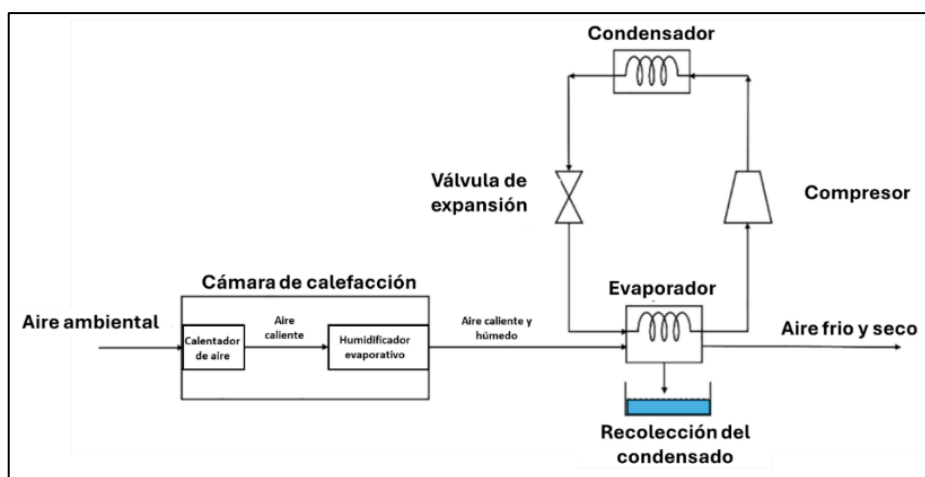 Condensador
Válvula de
expansión
Compresor
Cámara de calefacción
Evaporador
Aire ambiental
Calentador
de aire
Aire
caliente
Humidificador
evaporativo
Aire caliente y
húmedo
Aire frio y seco
Recolección del
condensado